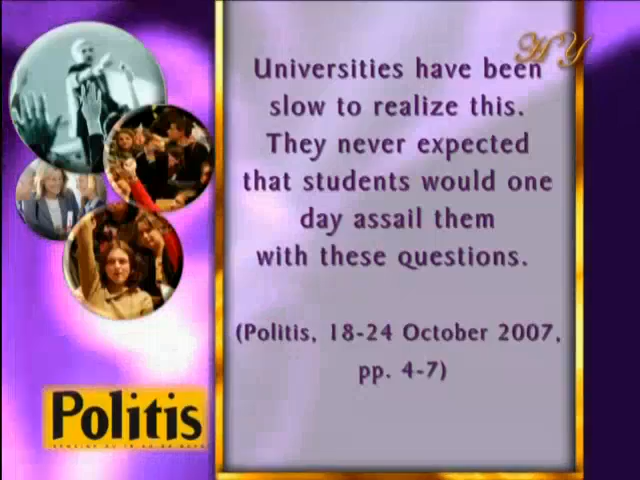 HY
Universities have been
slow to realize this.
They never expected
that students would one
day assail them
with these questions.
(Politis, 18-24 October 2007,
pp. 4-7)
Politis